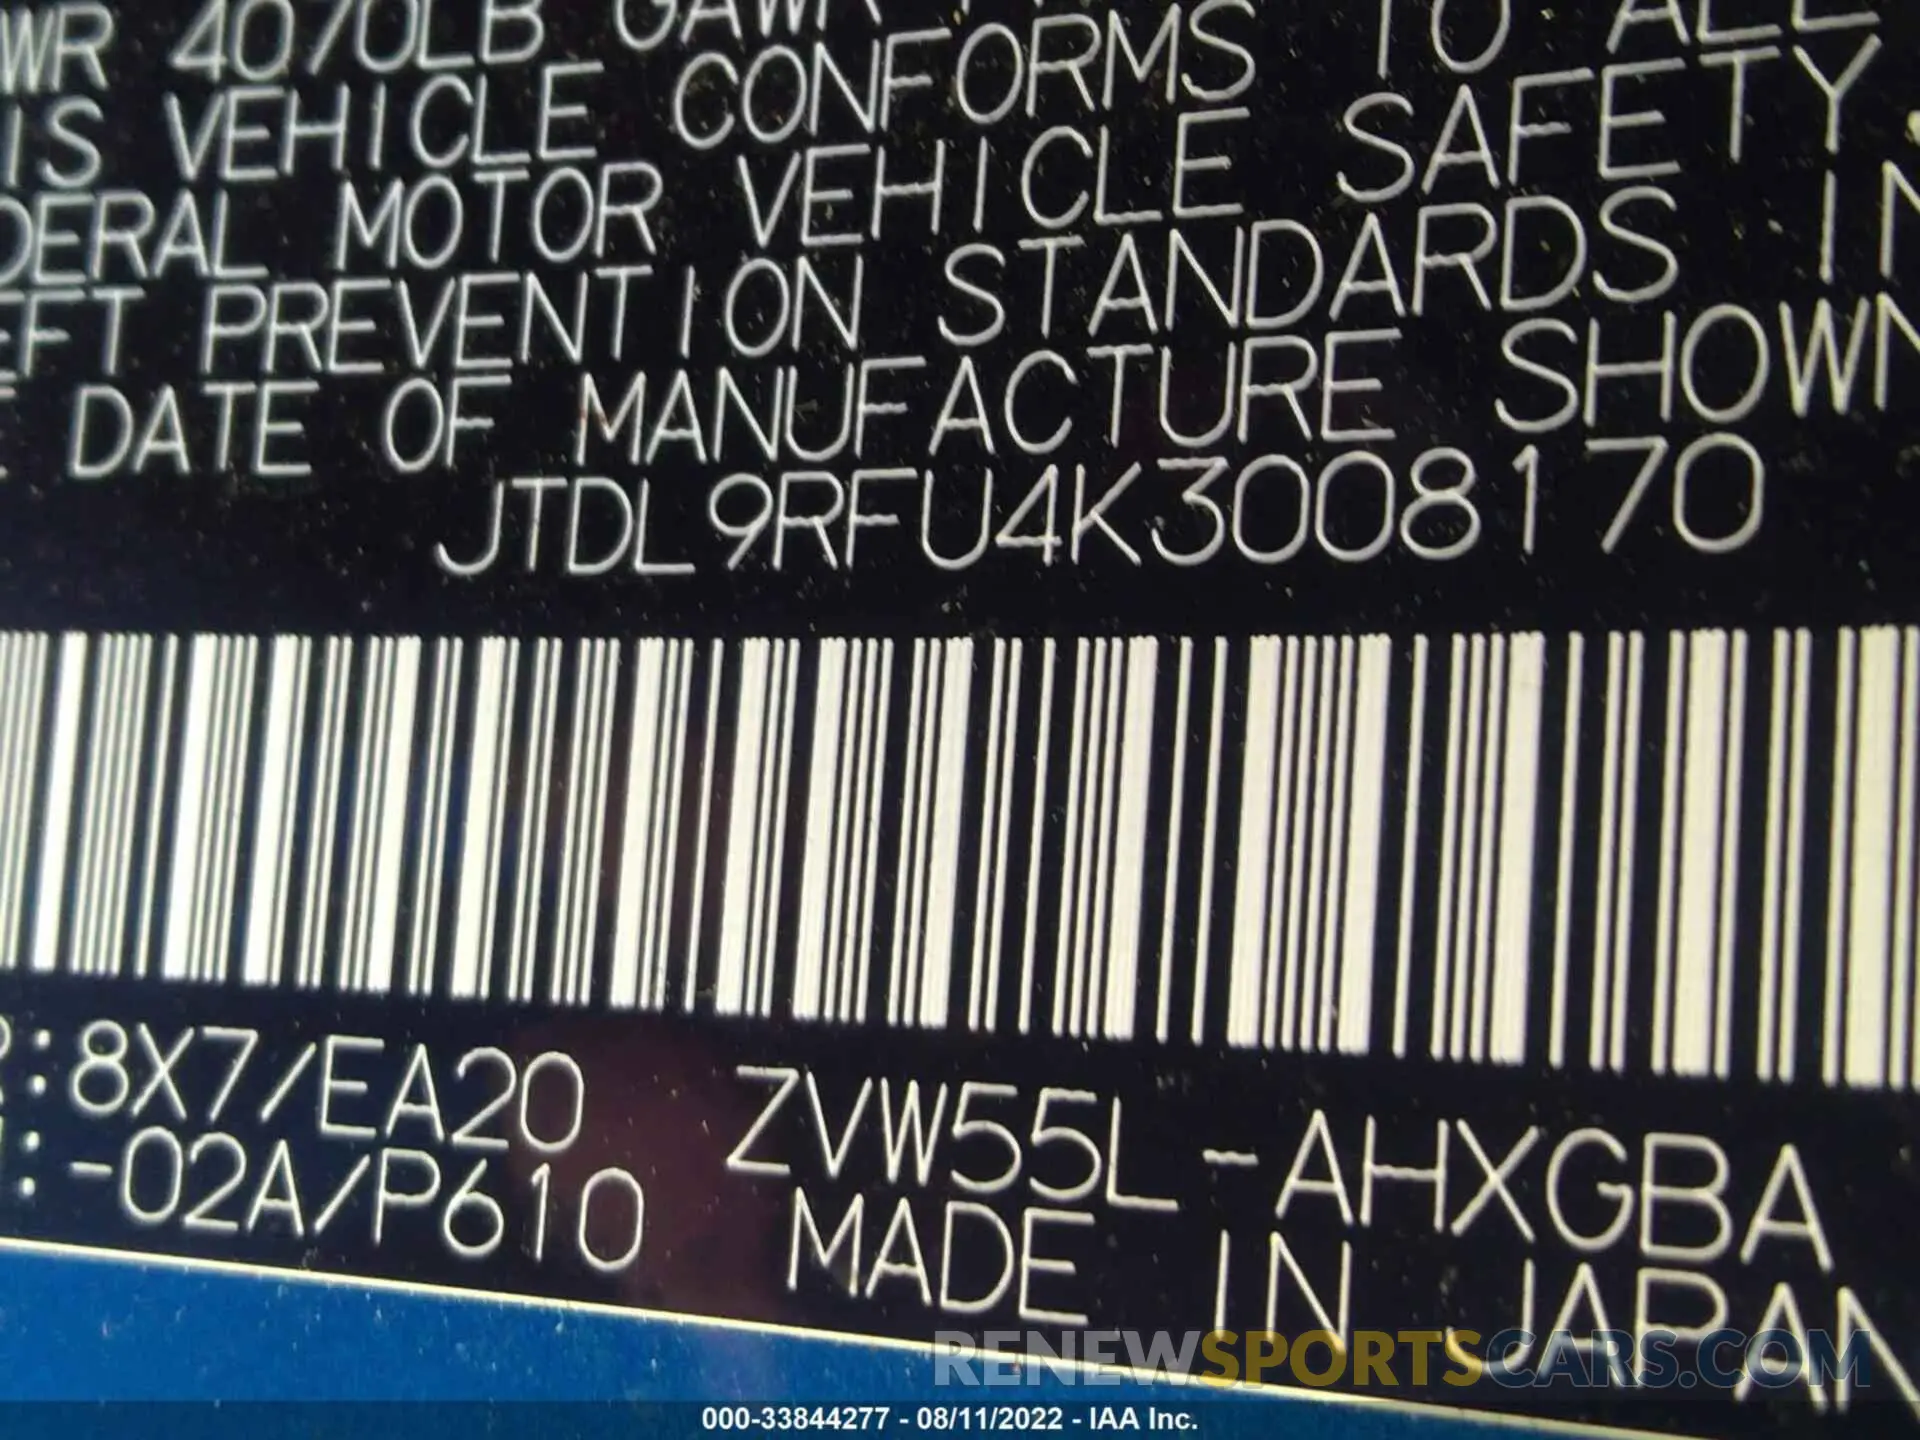 WR 4070LB GAWR
IS VEHICLE CONFORMS TO ALL
DERAL MOTOR VEHICLE SAFETY,
EFT PREVENTION STANDARDS IN
E DATE OF MANUFACTURE SHOWN
JTDL9RFU4K3008170
R:8X7/EA20 ZVW55L-AHXGBA
:-02A/P610 MADE IN JAPAN
RENEWSPORTSCARS.COM
000-33844277 - 08/11/2022 - IAA Inc.